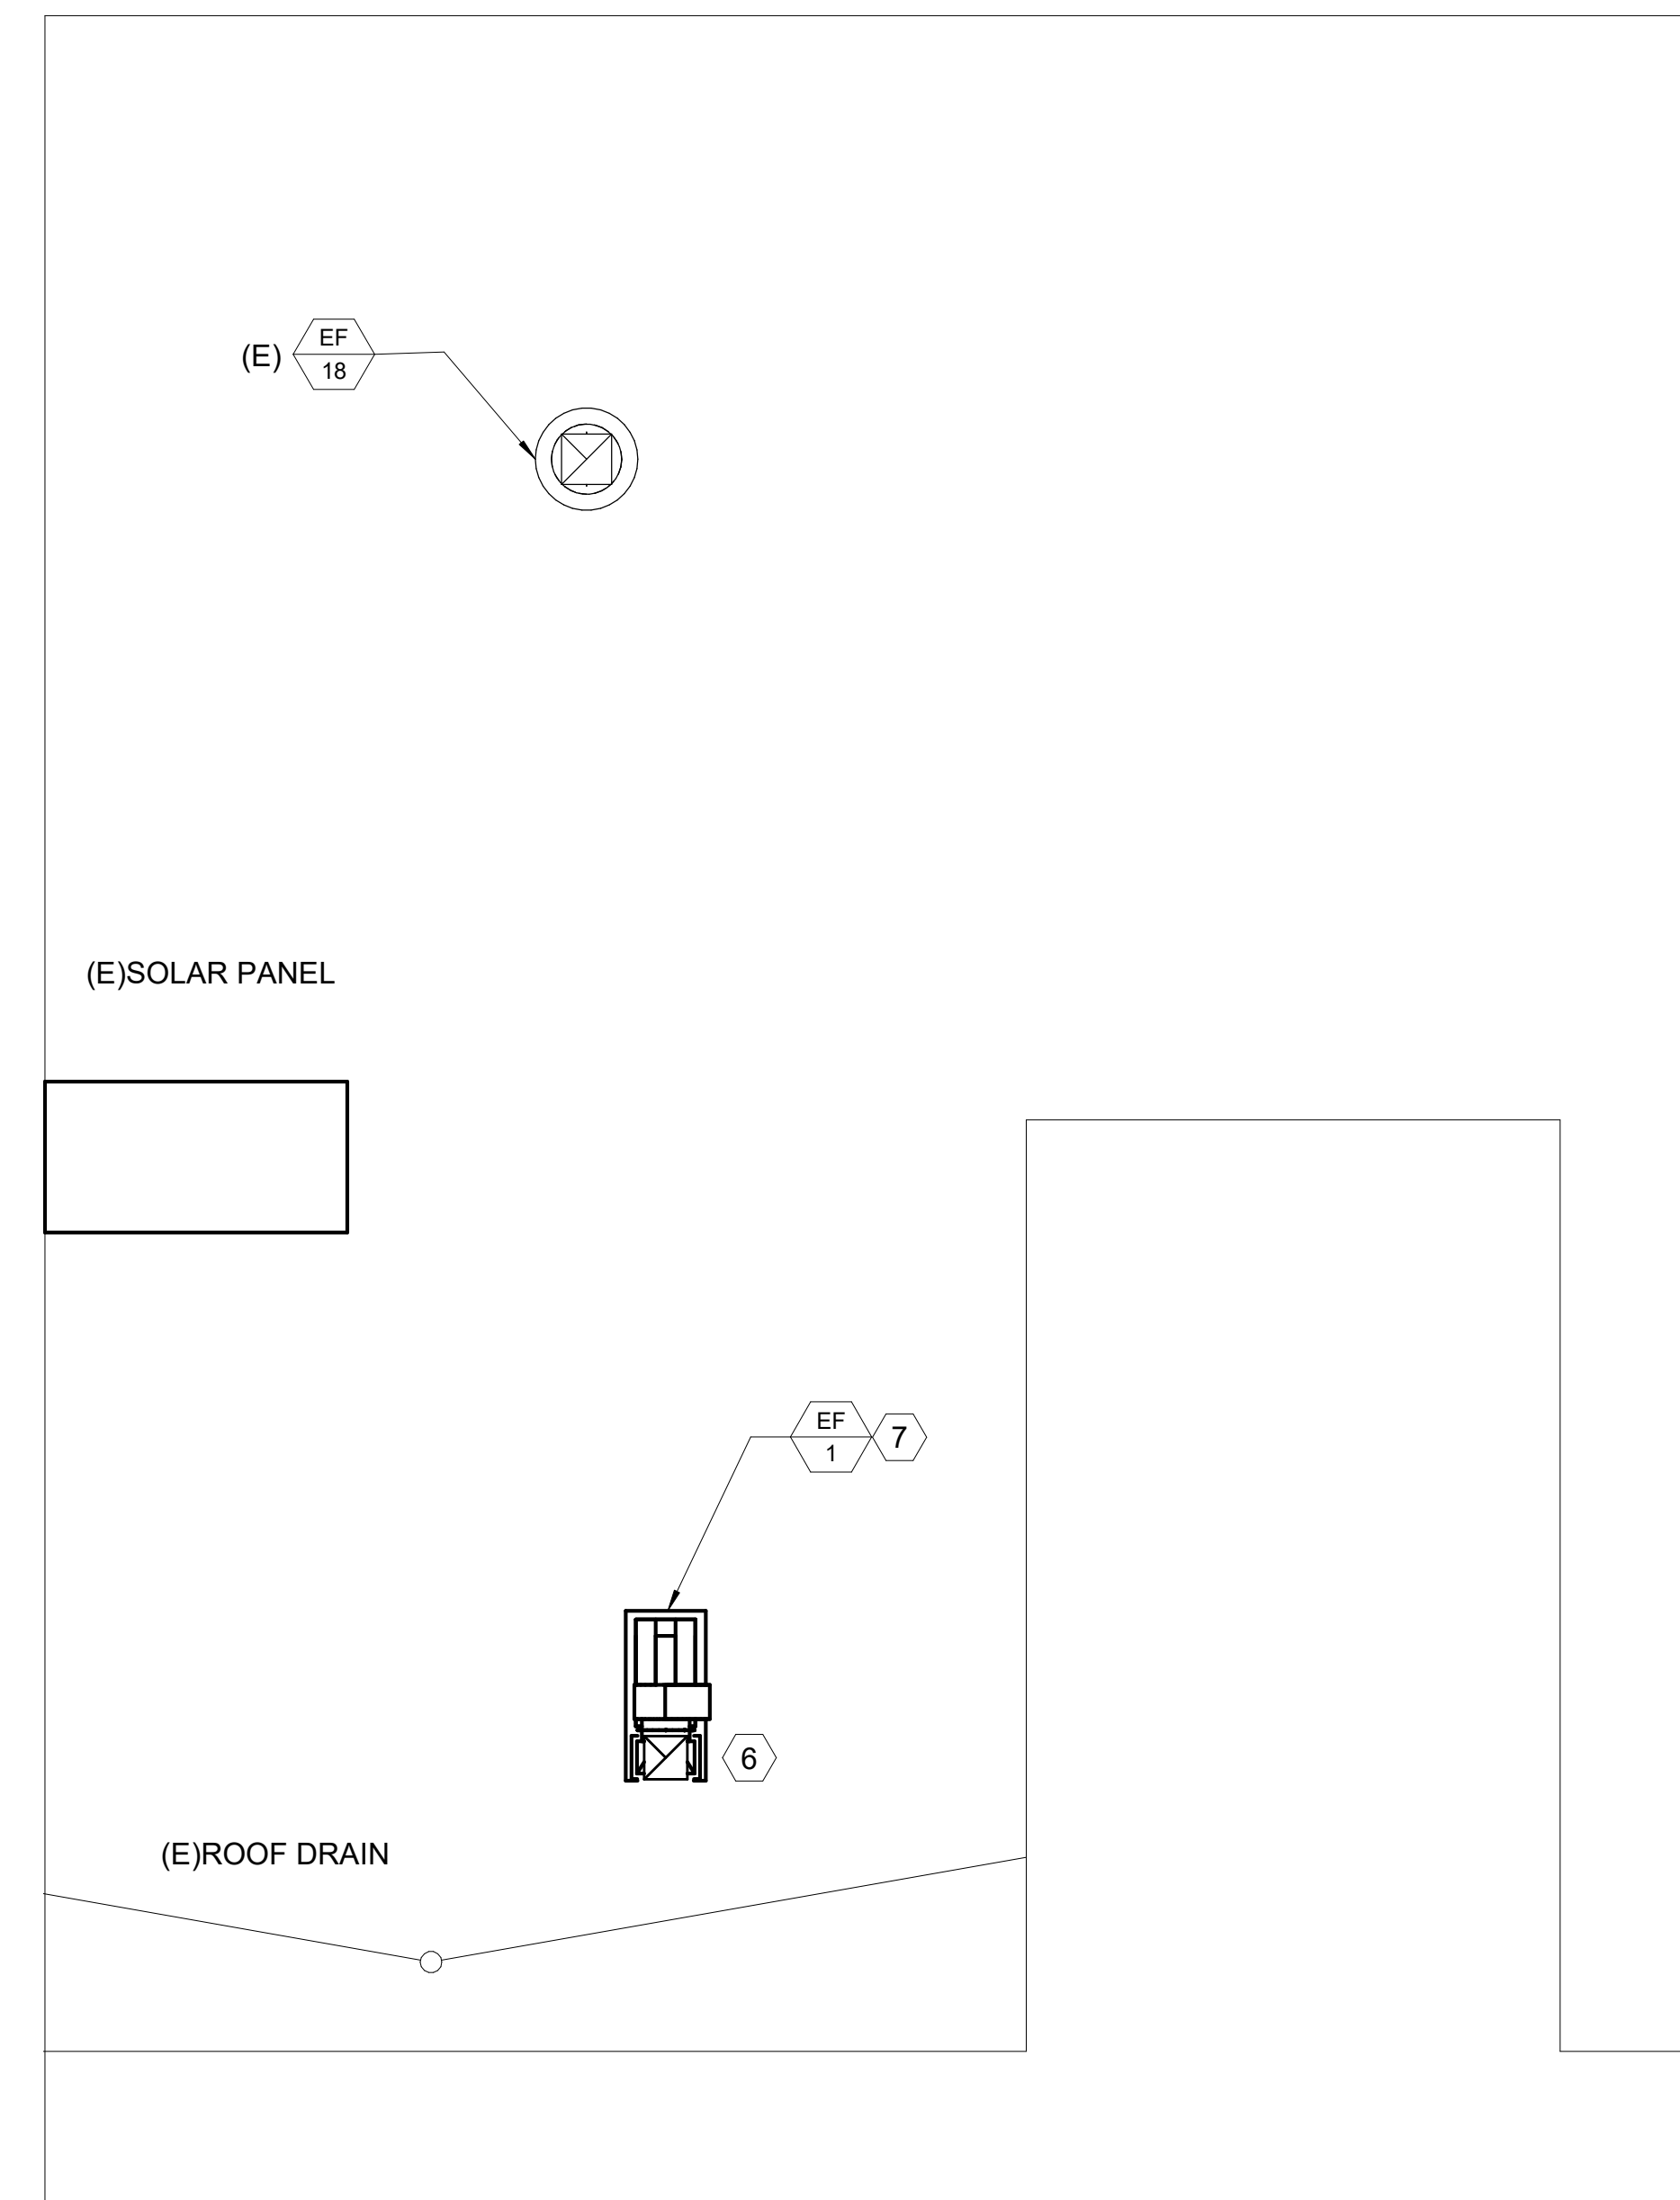 (E)
EF
18
(E)SOLAR PANEL
EF
1
7
6
(E)ROOF DRAIN